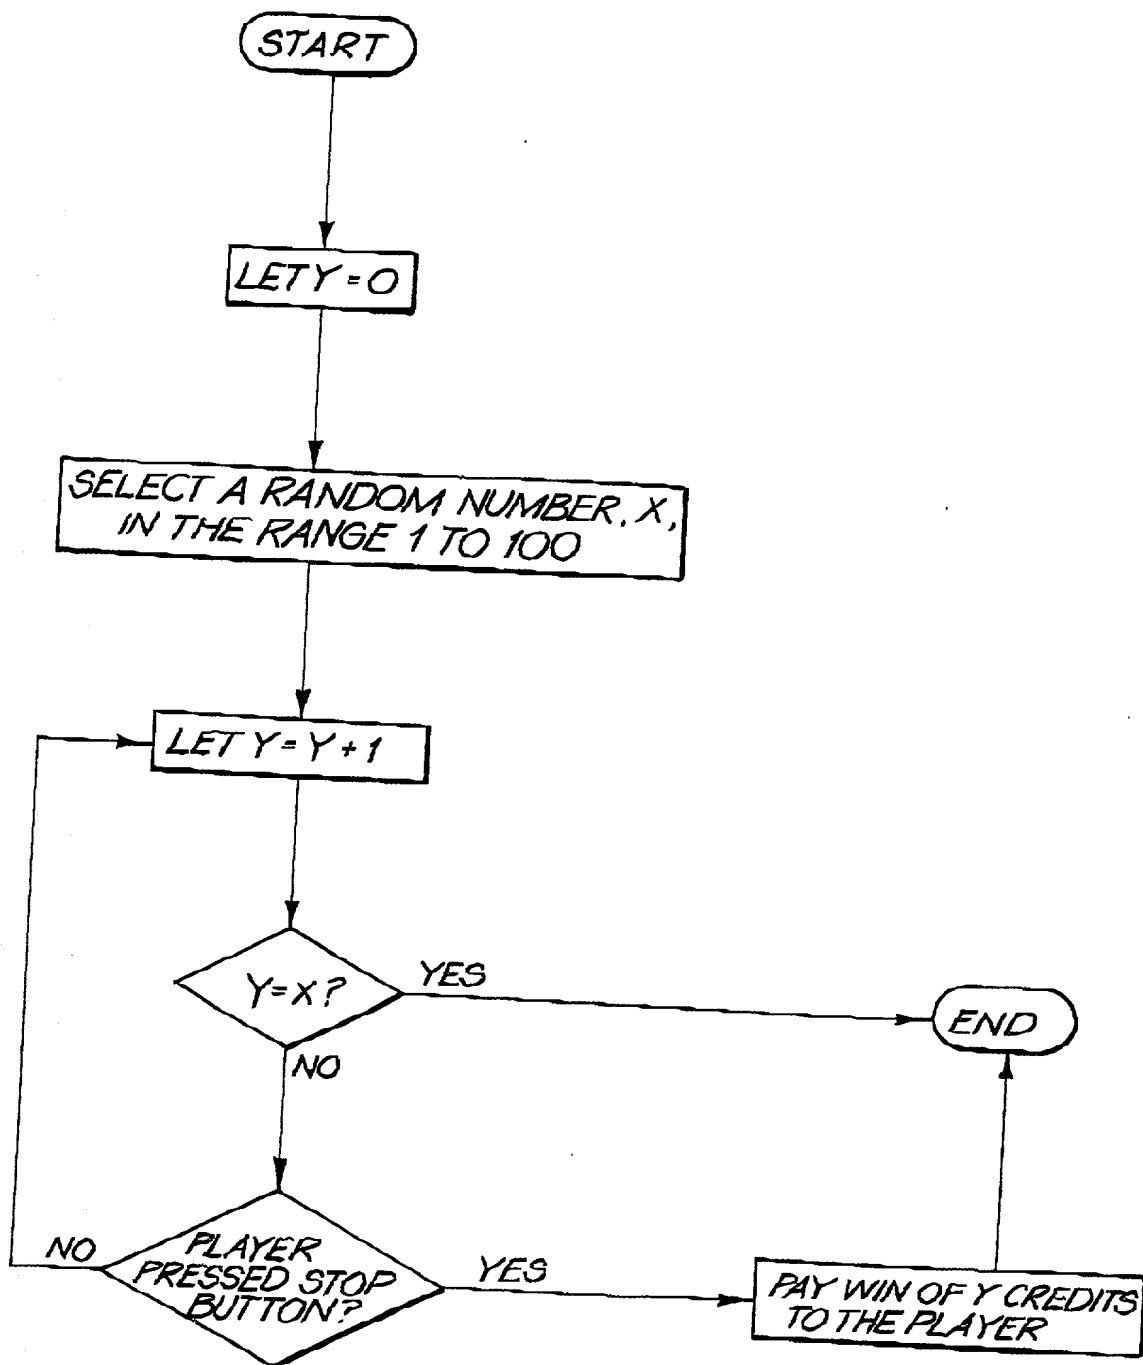 START
LET Y = 0
SELECT A RANDOM NUMBER, X,
IN THE RANGE 1 TO 100
LET Y = Y + 1
Y = X ?
YES
END
NO
PLAYER
PRESSED STOP
BUTTON?
NO
YES
PAY WIN OF Y CREDITS
TO THE PLAYER